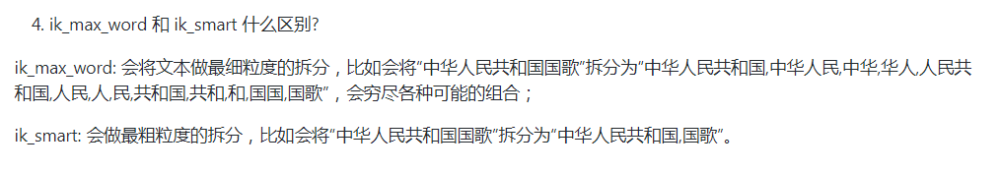 4. ik_max_word 和 ik_smart 什么区别?
ik_max_word: 会将文本做最细粒度的拆分，比如会将“中华人民共和国国歌”拆分为“中华人民共和国,中华人民,中华,华人,人民共
和国,人民,人,民,共和国,共和,和,国国,国歌”，会穷尽各种可能的组合；
ik_smart: 会做最粗粒度的拆分，比如会将“中华人民共和国国歌”拆分为“中华人民共和国,国歌”。